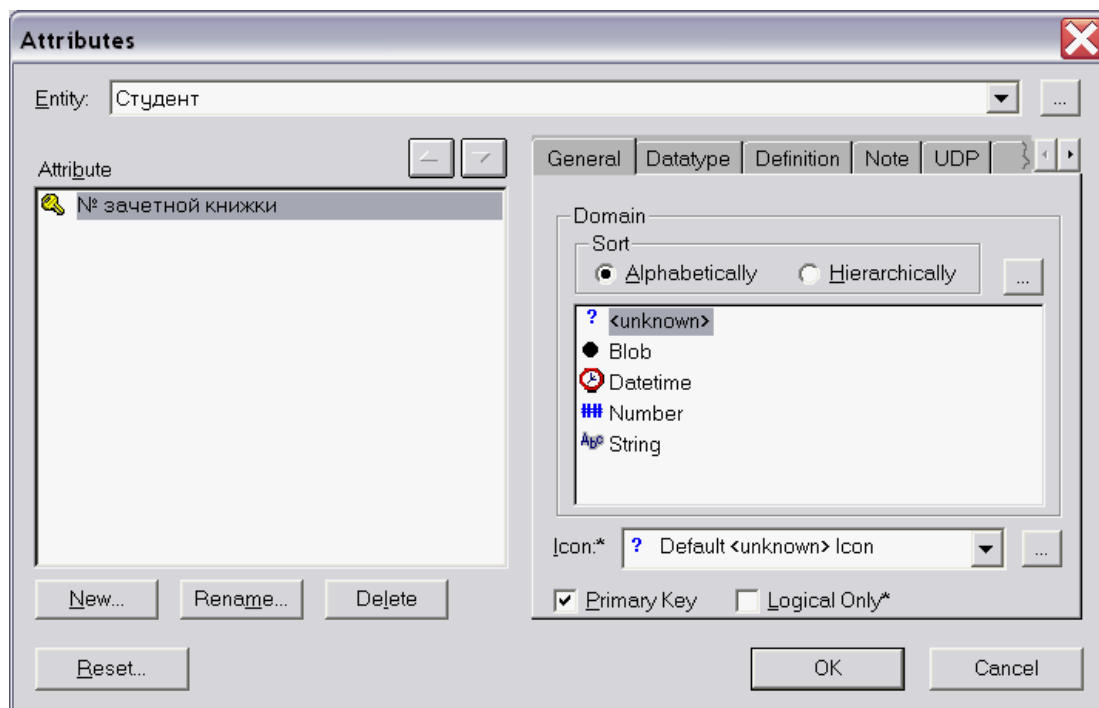 Attributes
Entity: Студент ...
Attribute
№ зачетной книжки
General Datatype Definition Note UDP
Domain
Sort
Alphabetically Hierarchically ...
? <unknown>
Blob
Datetime
## Number
Abc String
Icon:* ? Default <unknown> Icon ...
New... Rename... Delete
Primary Key Logical Only*
Reset... OK Cancel